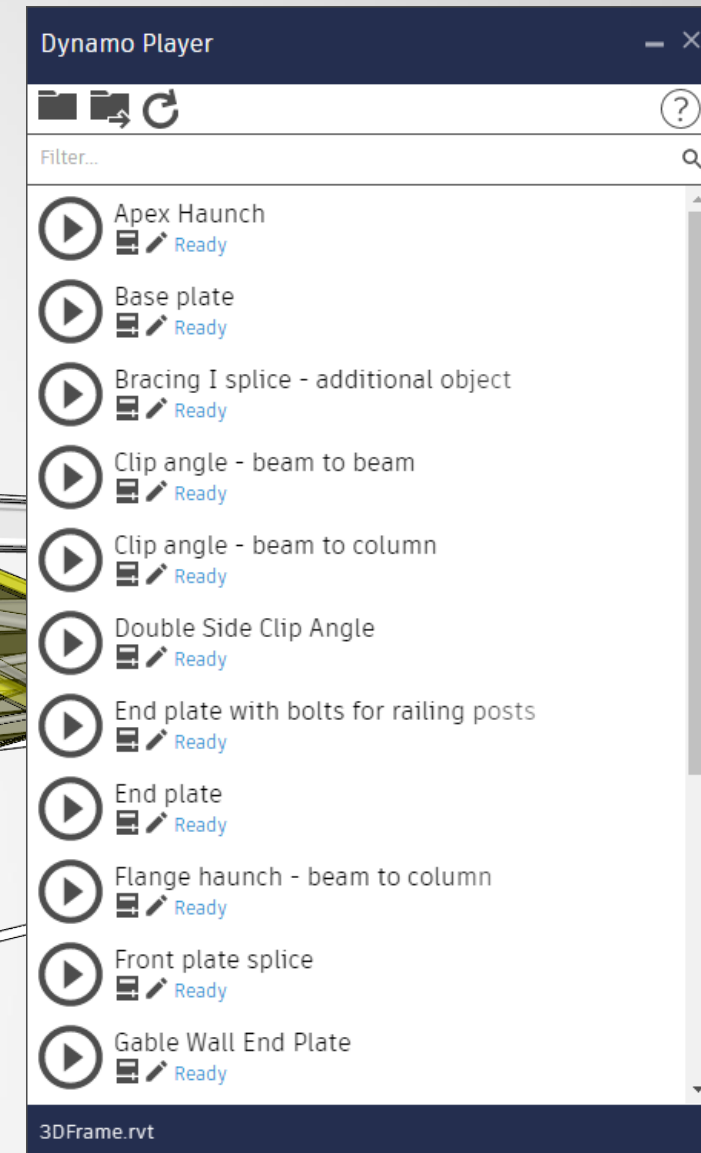 Dynamo Player
Filter...
Apex Haunch
Ready
Base plate
Ready
Bracing I splice - additional object
Ready
Clip angle - beam to beam
Ready
Clip angle - beam to column
Ready
Double Side Clip Angle
Ready
End plate with bolts for railing posts
Ready
End plate
Ready
Flange haunch - beam to column
Ready
Front plate splice
Ready
Gable Wall End Plate
Ready
3DFrame.rvt